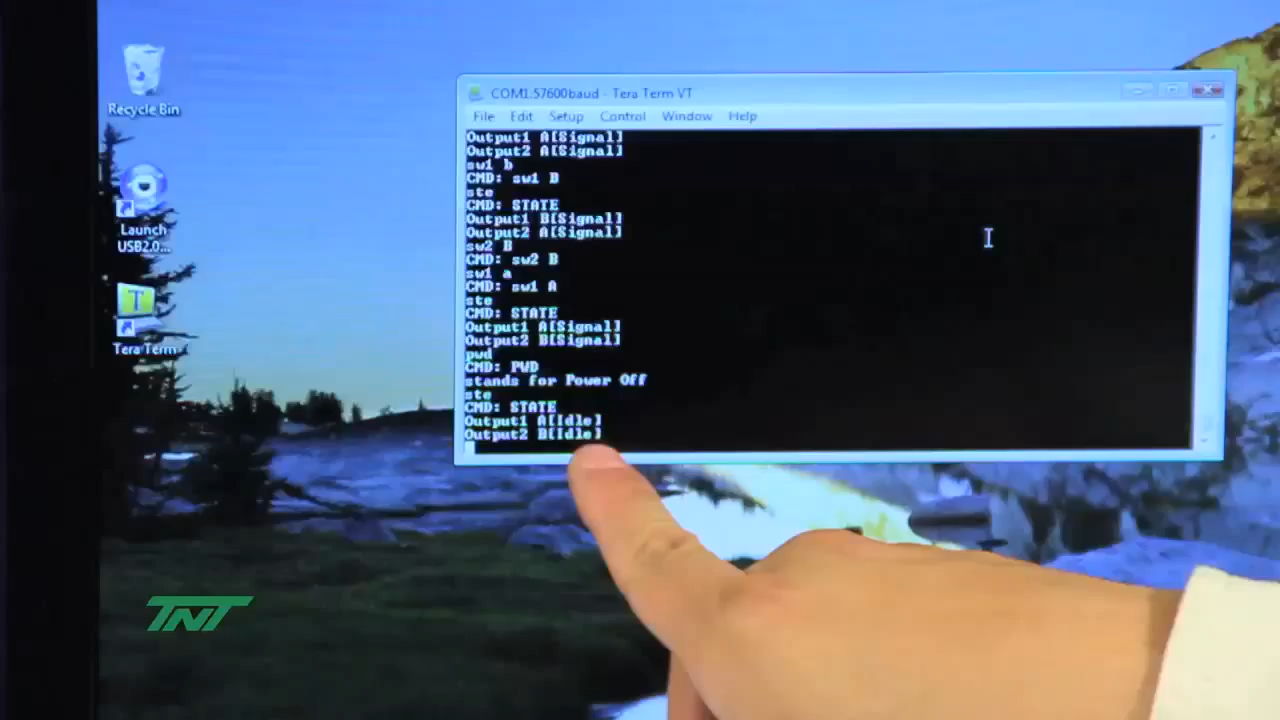 Recycle Bin
Launch
USB2.0...
Tera Term
COM1:57600baud - Tera Term VT
File Edit Setup Control Window Help
Output1 A[Signal]
Output2 A[Signal]
sw1 b
CMD: sw1 B
ste
CMD: STATE
Output1 B[Signal]
Output2 A[Signal]
sw2 B
CMD: sw2 B
sw1 a
CMD: sw1 A
ste
CMD: STATE
Output1 A[Signal]
Output2 B[Signal]
pwd
CMD: PWD
stands for Power Off
ste
CMD: STATE
Output1 A[Idle]
Output2 B[Idle]
TNT